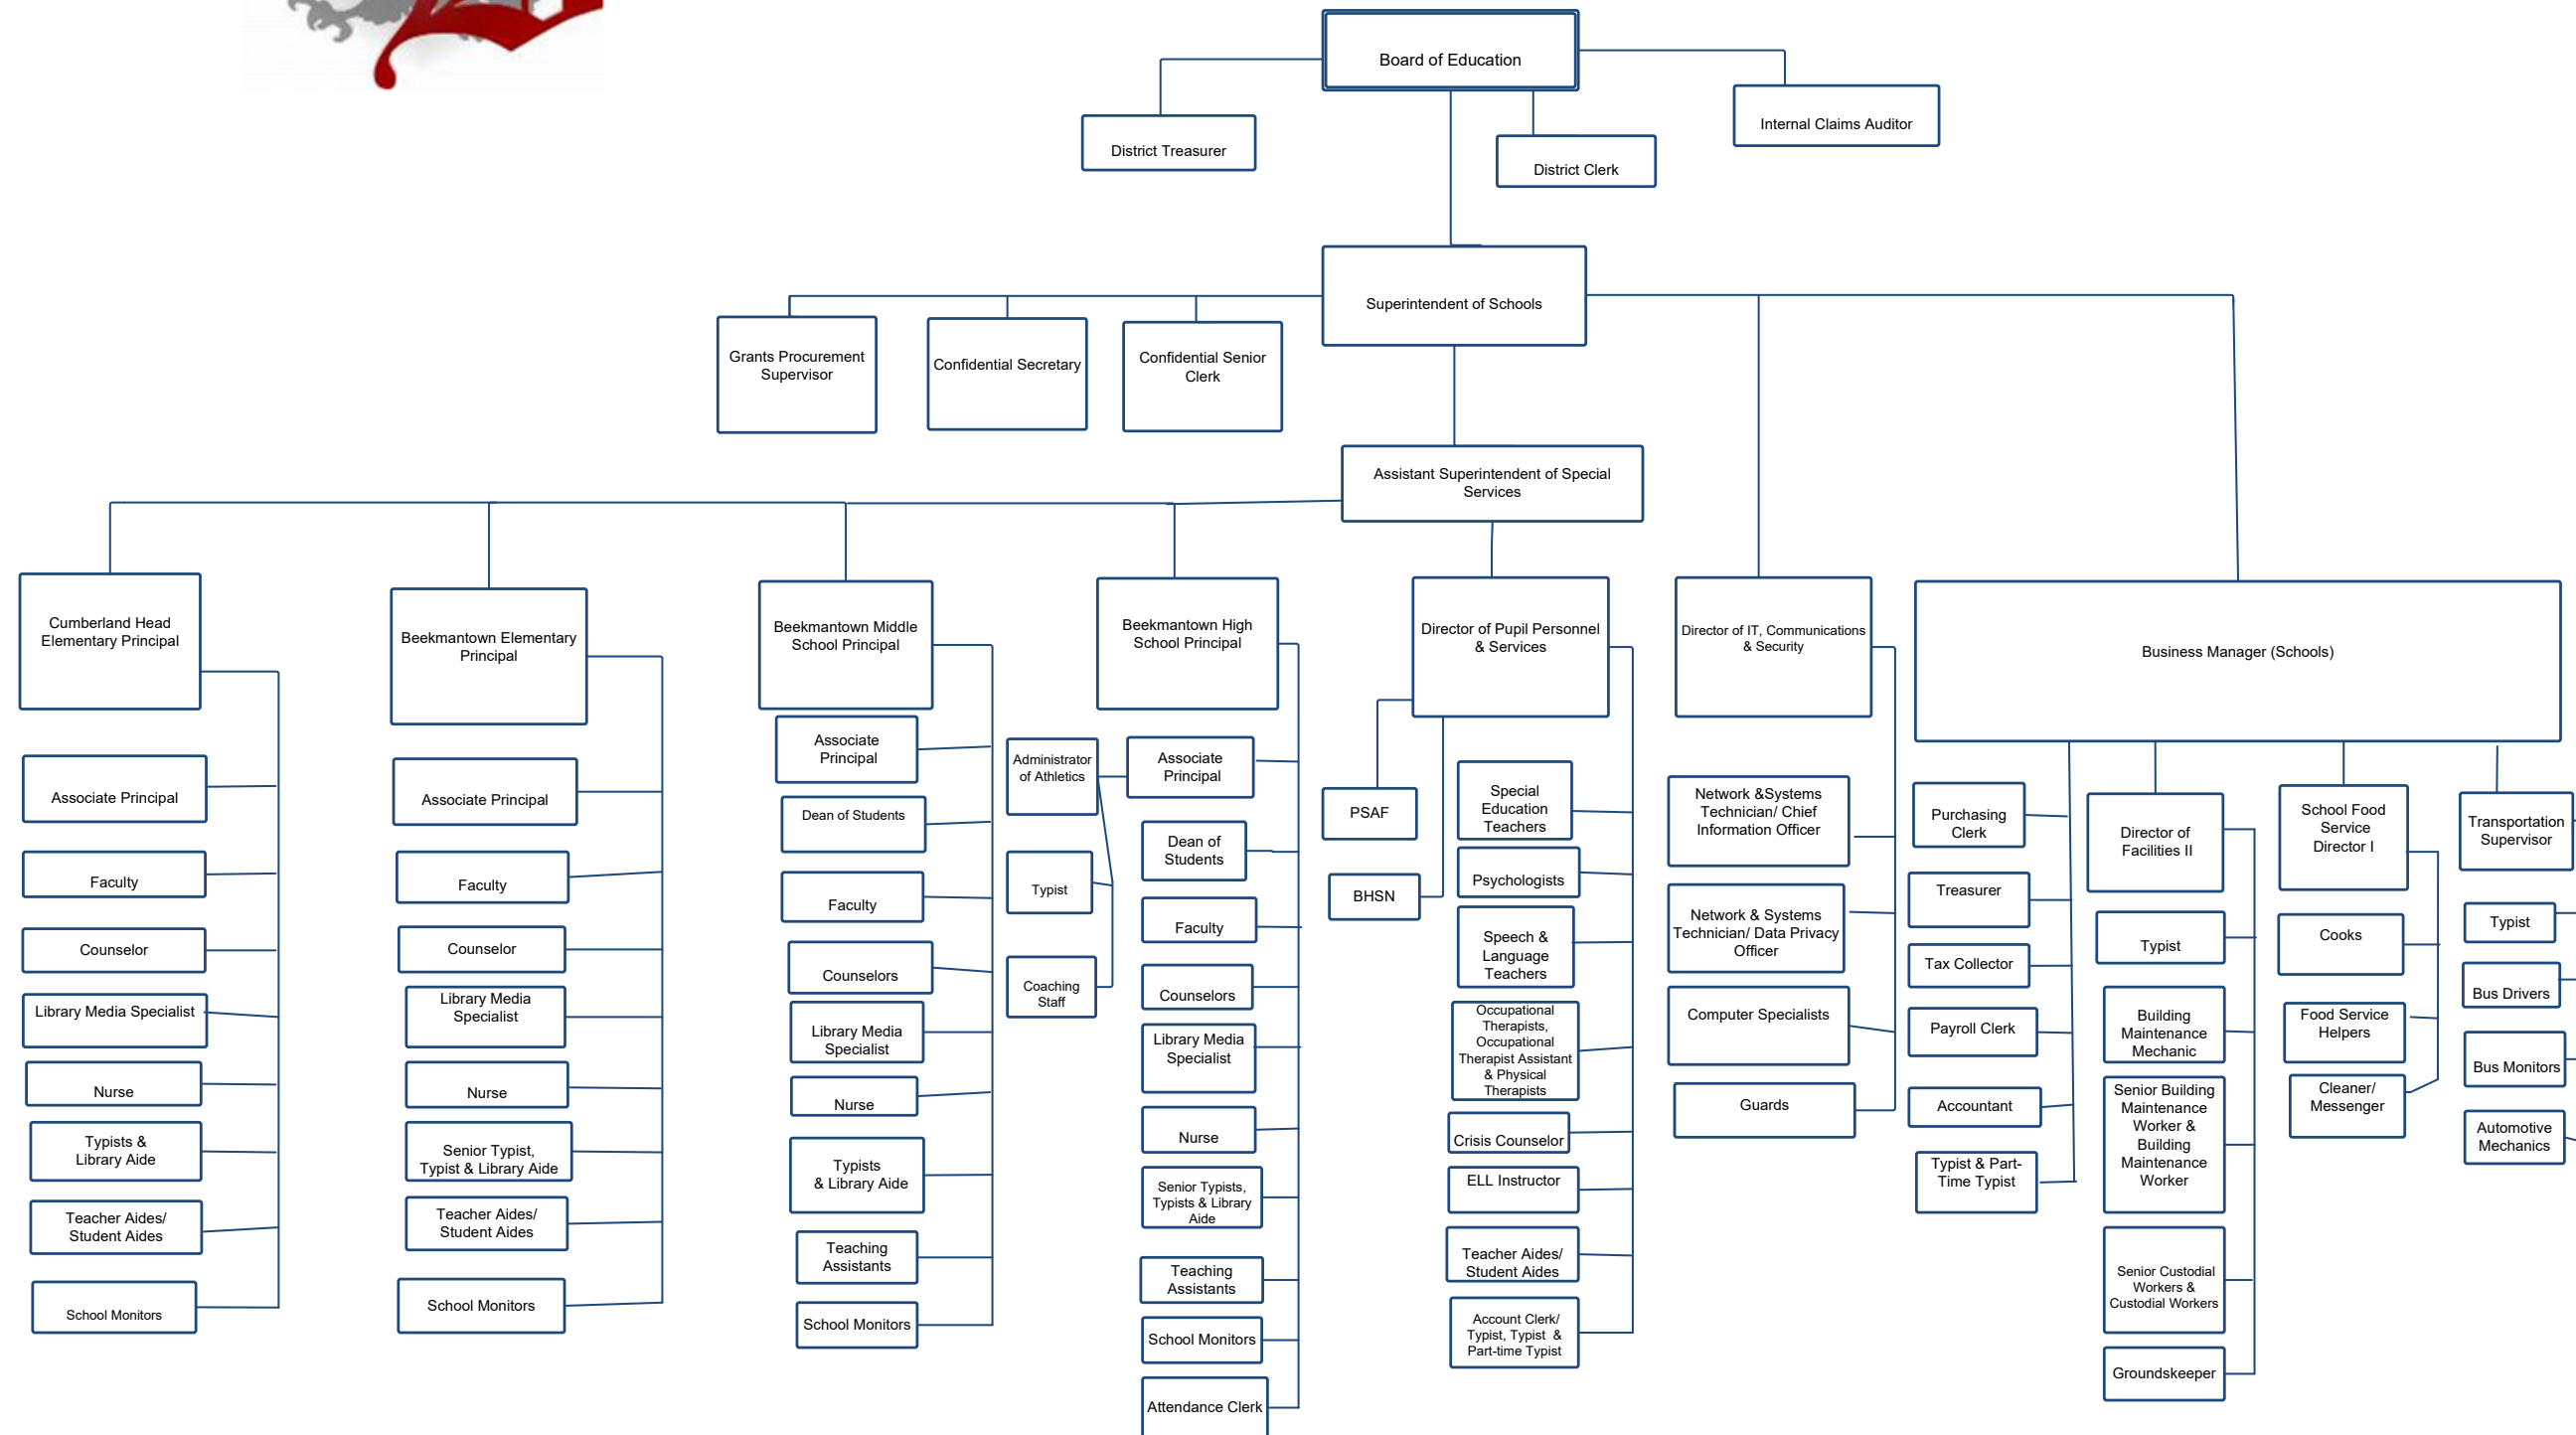 Board of Education
District Treasurer
District Clerk
Internal Claims Auditor
Superintendent of Schools
Grants Procurement
Supervisor
Confidential Secretary
Confidential Senior
Clerk
Assistant Superintendent of Special
Services
Cumberland Head
Elementary Principal
Associate Principal
Faculty
Counselor
Library Media Specialist
Nurse
Typists &
Library Aide
Teacher Aides/
Student Aides
School Monitors
Beekmantown Elementary
Principal
Associate Principal
Faculty
Counselor
Library Media
Specialist
Nurse
Senior Typist,
Typist & Library Aide
Teacher Aides/
Student Aides
School Monitors
Beekmantown Middle
School Principal
Associate
Principal
Dean of Students
Faculty
Counselors
Library Media
Specialist
Nurse
Typists
& Library Aide
Teaching
Assistants
School Monitors
Beekmantown High
School Principal
Administrator
of Athletics
Typist
Coaching
Staff
Associate
Principal
Dean of
Students
Faculty
Counselors
Library Media
Specialist
Nurse
Senior Typists,
Typists & Library
Aide
Teaching
Assistants
School Monitors
Attendance Clerk
Director of Pupil Personnel
& Services
PSAF
BHSN
Special
Education
Teachers
Psychologists
Speech &
Language
Teachers
Occupational
Therapists,
Occupational
Therapist Assistant
& Physical
Therapists
Crisis Counselor
ELL Instructor
Teacher Aides/
Student Aides
Account Clerk/
Typist, Typist &
Part-time Typist
Director of IT, Communications
& Security
Network &Systems
Technician/ Chief
Information Officer
Network & Systems
Technician/ Data Privacy
Officer
Computer Specialists
Guards
Business Manager (Schools)
Purchasing
Clerk
Treasurer
Tax Collector
Payroll Clerk
Accountant
Typist & Part-
Time Typist
Director of
Facilities II
Typist
Building
Maintenance
Mechanic
Senior Building
Maintenance
Worker &
Building
Maintenance
Worker
Senior Custodial
Workers &
Custodial Workers
Groundskeeper
School Food
Service
Director I
Cooks
Food Service
Helpers
Cleaner/
Messenger
Transportation
Supervisor
Typist
Bus Drivers
Bus Monitors
Automotive
Mechanics